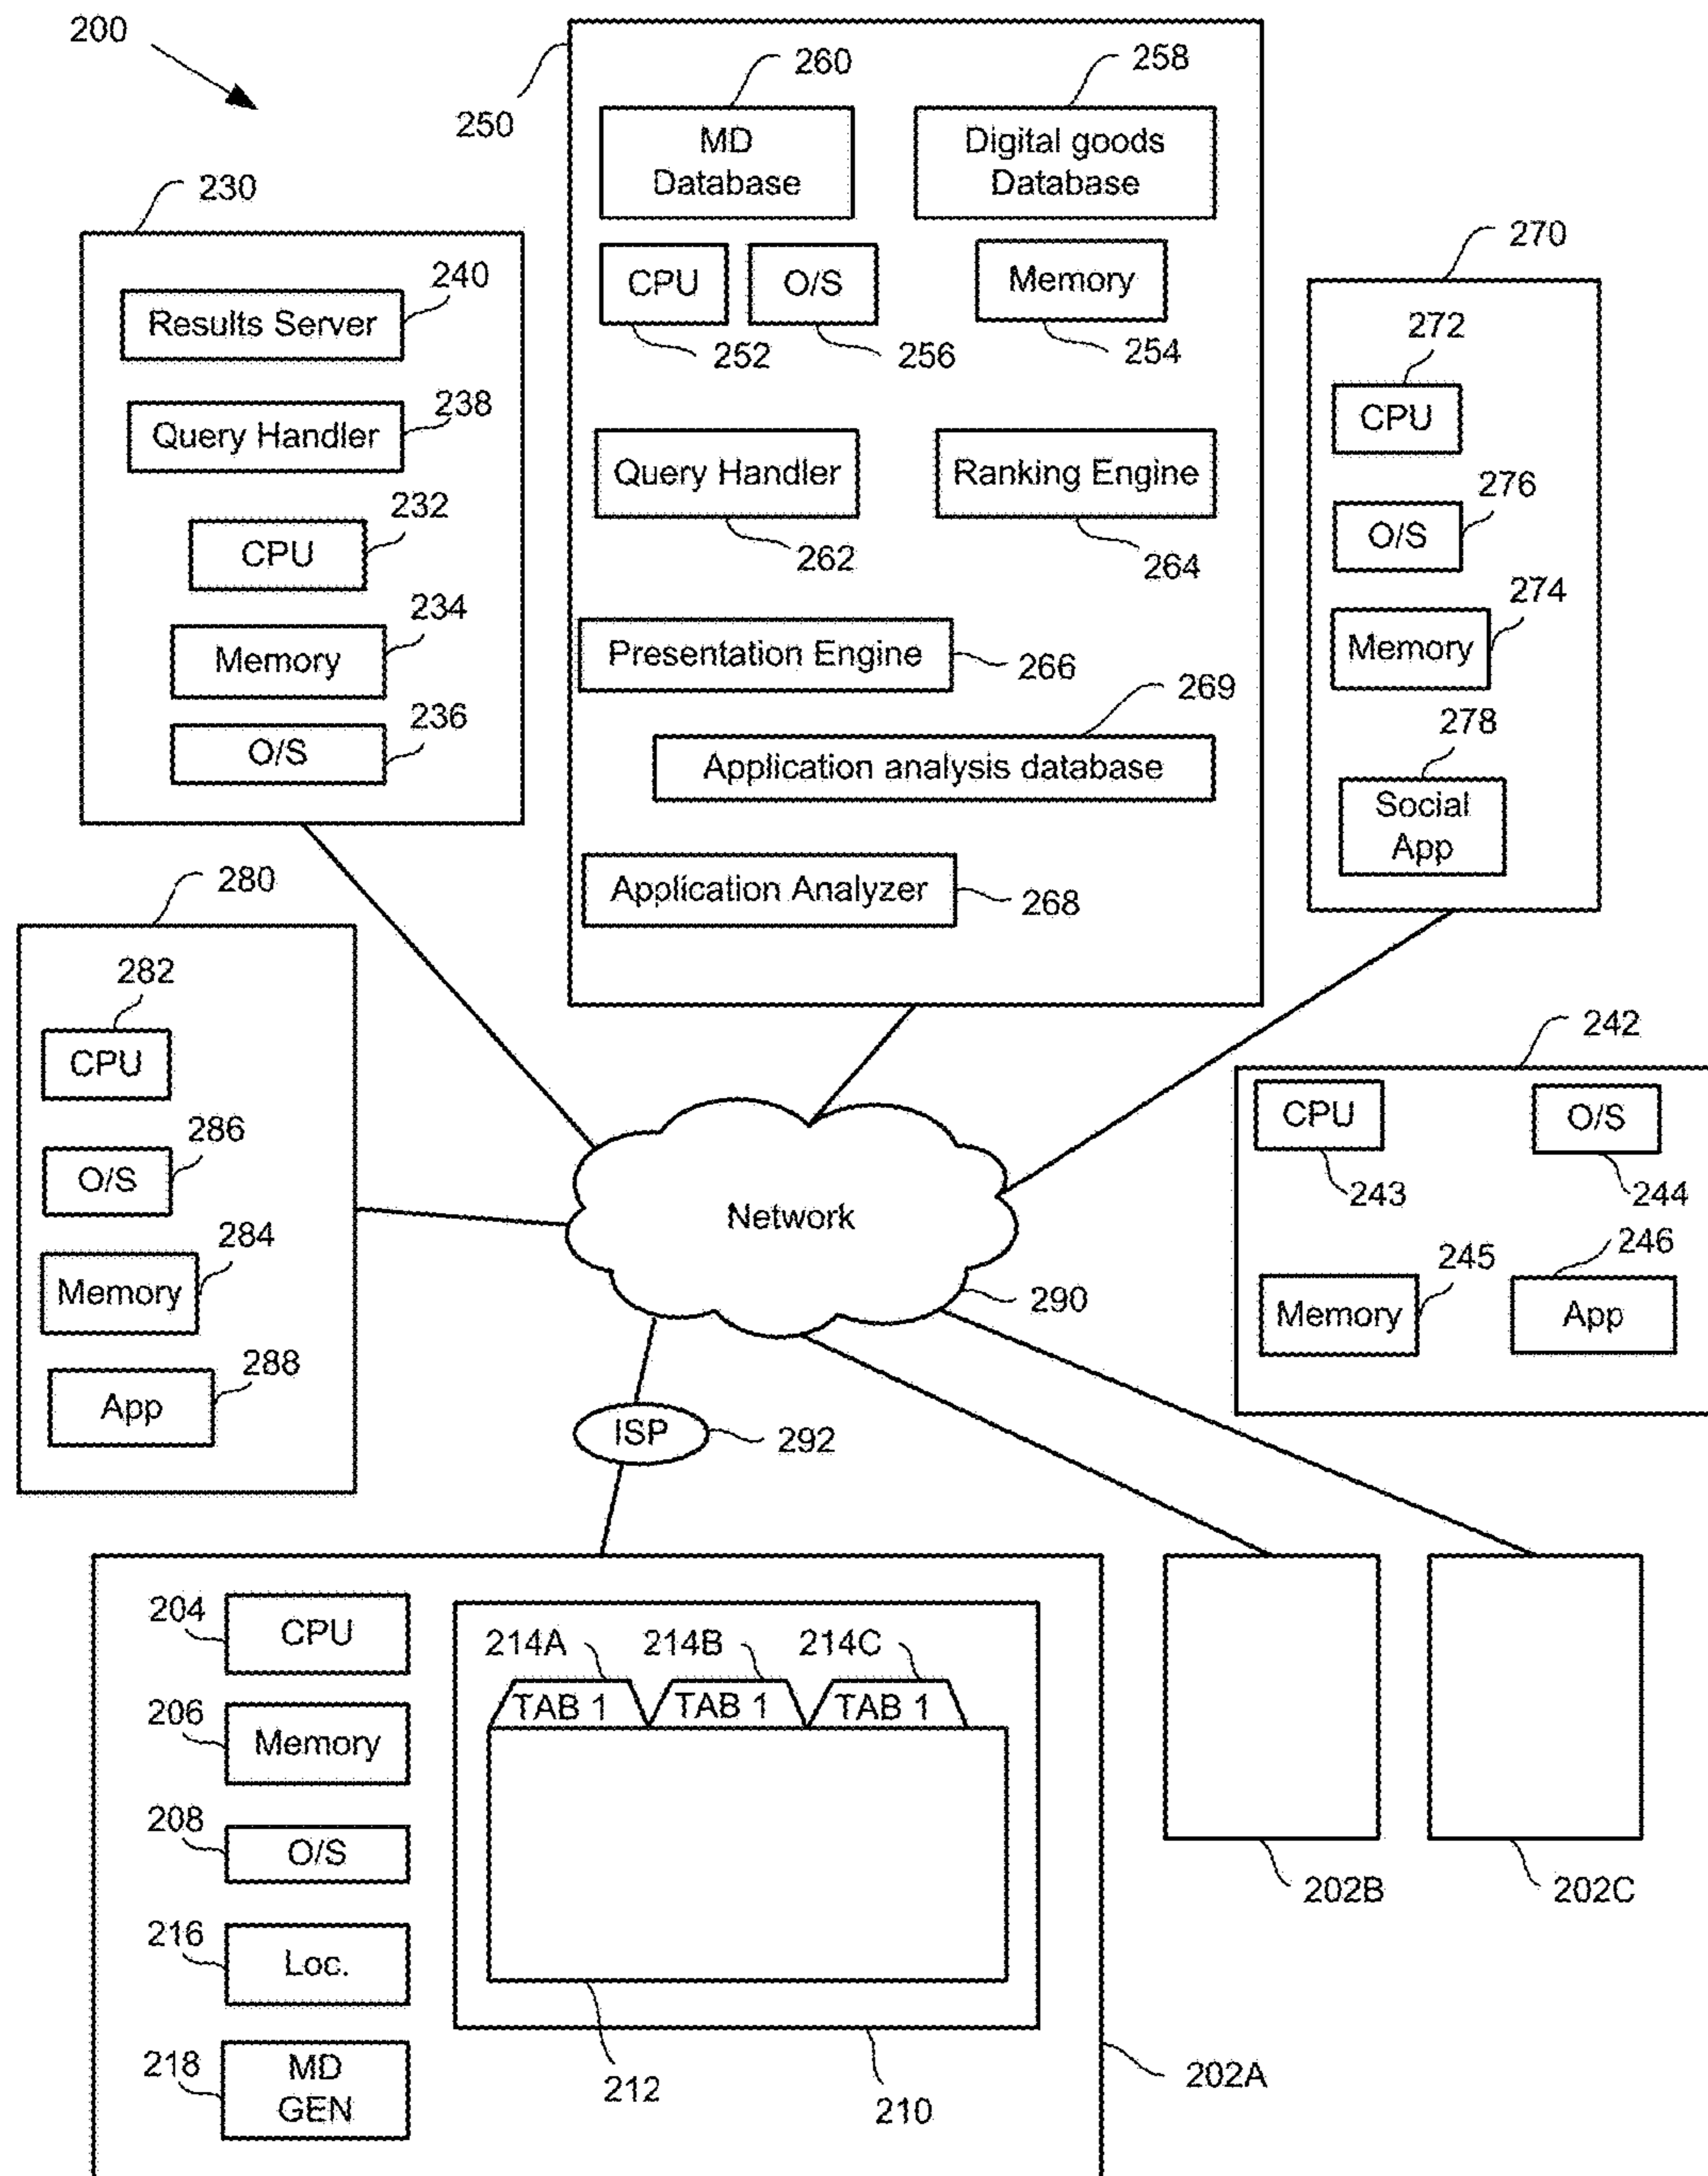 200
250
260
MD
Database
258
Digital goods
Database
CPU
252
O/S
256
Memory
254
Query Handler
262
Ranking Engine
264
Presentation Engine
266
269
Application analysis database
Application Analyzer
268
230
240
Results Server
238
Query Handler
232
CPU
234
Memory
236
O/S
270
272
CPU
276
O/S
274
Memory
278
Social
App
280
282
CPU
286
O/S
284
Memory
288
App
242
CPU
243
O/S
244
245
Memory
246
App
Network
290
ISP
292
204
CPU
206
Memory
208
O/S
216
Loc.
218
MD
GEN
214A
214B
214C
TAB 1
TAB 1
TAB 1
212
210
202A
202B
202C